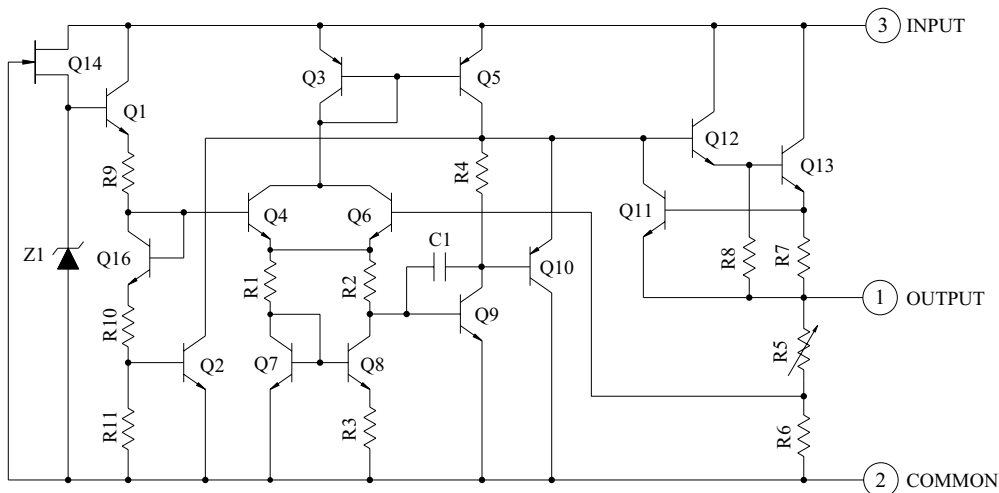 3 INPUT
Q14
Q3
Q5
Q1
Q12
Q13
R9
R4
Q4
Q6
Q11
C1
Z1
Q16
R1
R2
Q10
R8
R7
1 OUTPUT
R10
Q9
R5
Q2
Q7
Q8
R11
R3
R6
2 COMMON